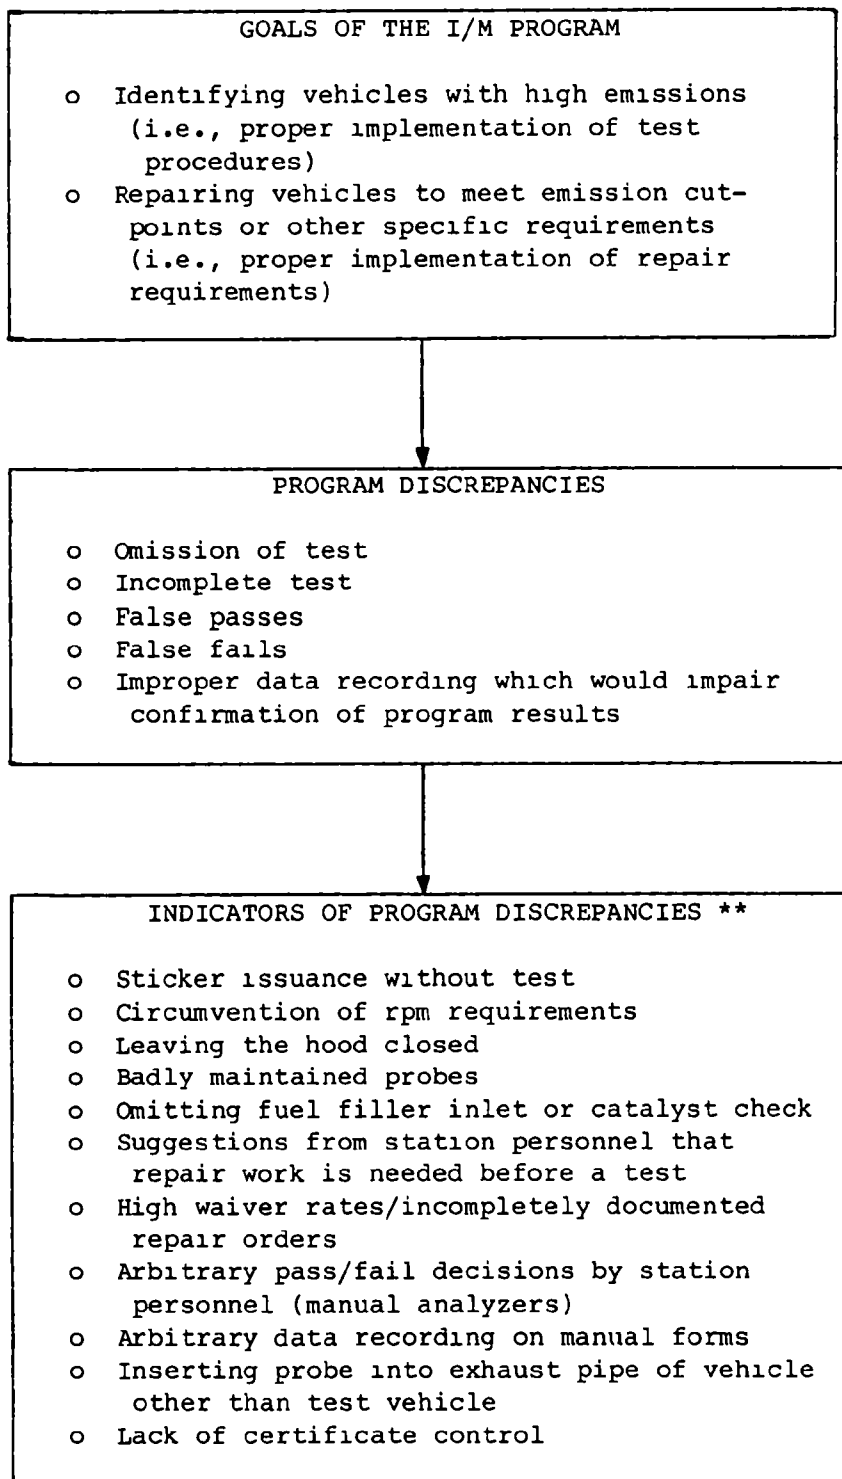 GOALS OF THE I/M PROGRAM
o Identifying vehicles with high emissions
(i.e., proper implementation of test
procedures)
o Repairing vehicles to meet emission cut-
points or other specific requirements
(i.e., proper implementation of repair
requirements)
PROGRAM DISCREPANCIES
o Omission of test
o Incomplete test
o False passes
o False fails
o Improper data recording which would impair
confirmation of program results
INDICATORS OF PROGRAM DISCREPANCIES **
o Sticker issuance without test
o Circumvention of rpm requirements
o Leaving the hood closed
o Badly maintained probes
o Omitting fuel filler inlet or catalyst check
o Suggestions from station personnel that
repair work is needed before a test
o High waiver rates/incompletely documented
repair orders
o Arbitrary pass/fail decisions by station
personnel (manual analyzers)
o Arbitrary data recording on manual forms
o Inserting probe into exhaust pipe of vehicle
other than test vehicle
o Lack of certificate control